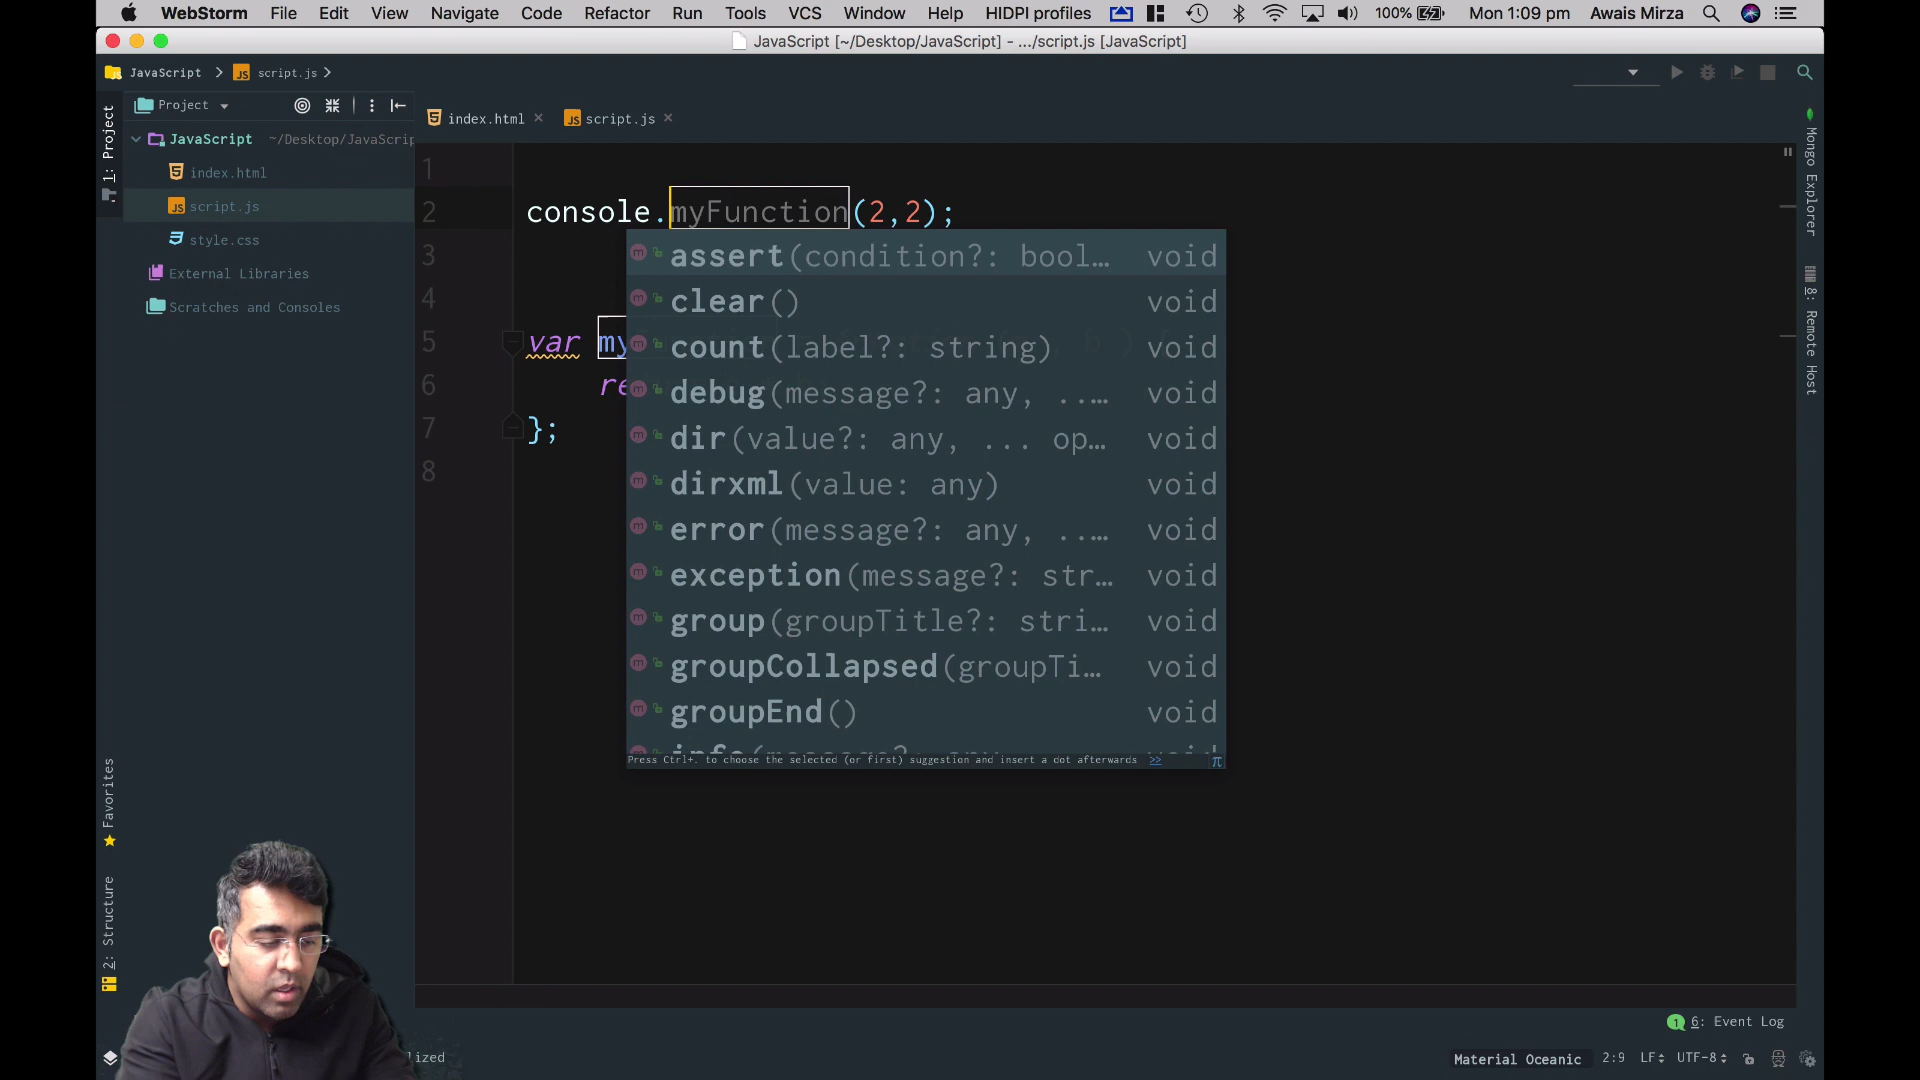 WebStorm File Edit View Navigate Code Refactor Run Tools VCS Window Help HIDPI profiles 100% Mon 1:09 pm Awais Mirza
JavaScript [~/Desktop/JavaScript] - .../script.js [JavaScript]
JavaScript script.js
Project
index.html script.js
1: Project
JavaScript ~/Desktop/JavaScrip
index.html
script.js
style.css
External Libraries
Scratches and Consoles
1
2 console.myFunction(2,2);
3
4
5 var my
6 re
7 };
8
assert(condition?: bool… void
clear() void
count(label?: string) void
debug(message?: any, ..… void
dir(value?: any, ... op… void
dirxml(value: any) void
error(message?: any, ..… void
exception(message?: str… void
group(groupTitle?: stri… void
groupCollapsed(groupTi… void
groupEnd() void
Press Ctrl+. to choose the selected (or first) suggestion and insert a dot afterwards >> π
Mongo Explorer
8: Remote Host
Favorites
2: Structure
1 6: Event Log
lized
Material Oceanic 2:9 LF UTF-8